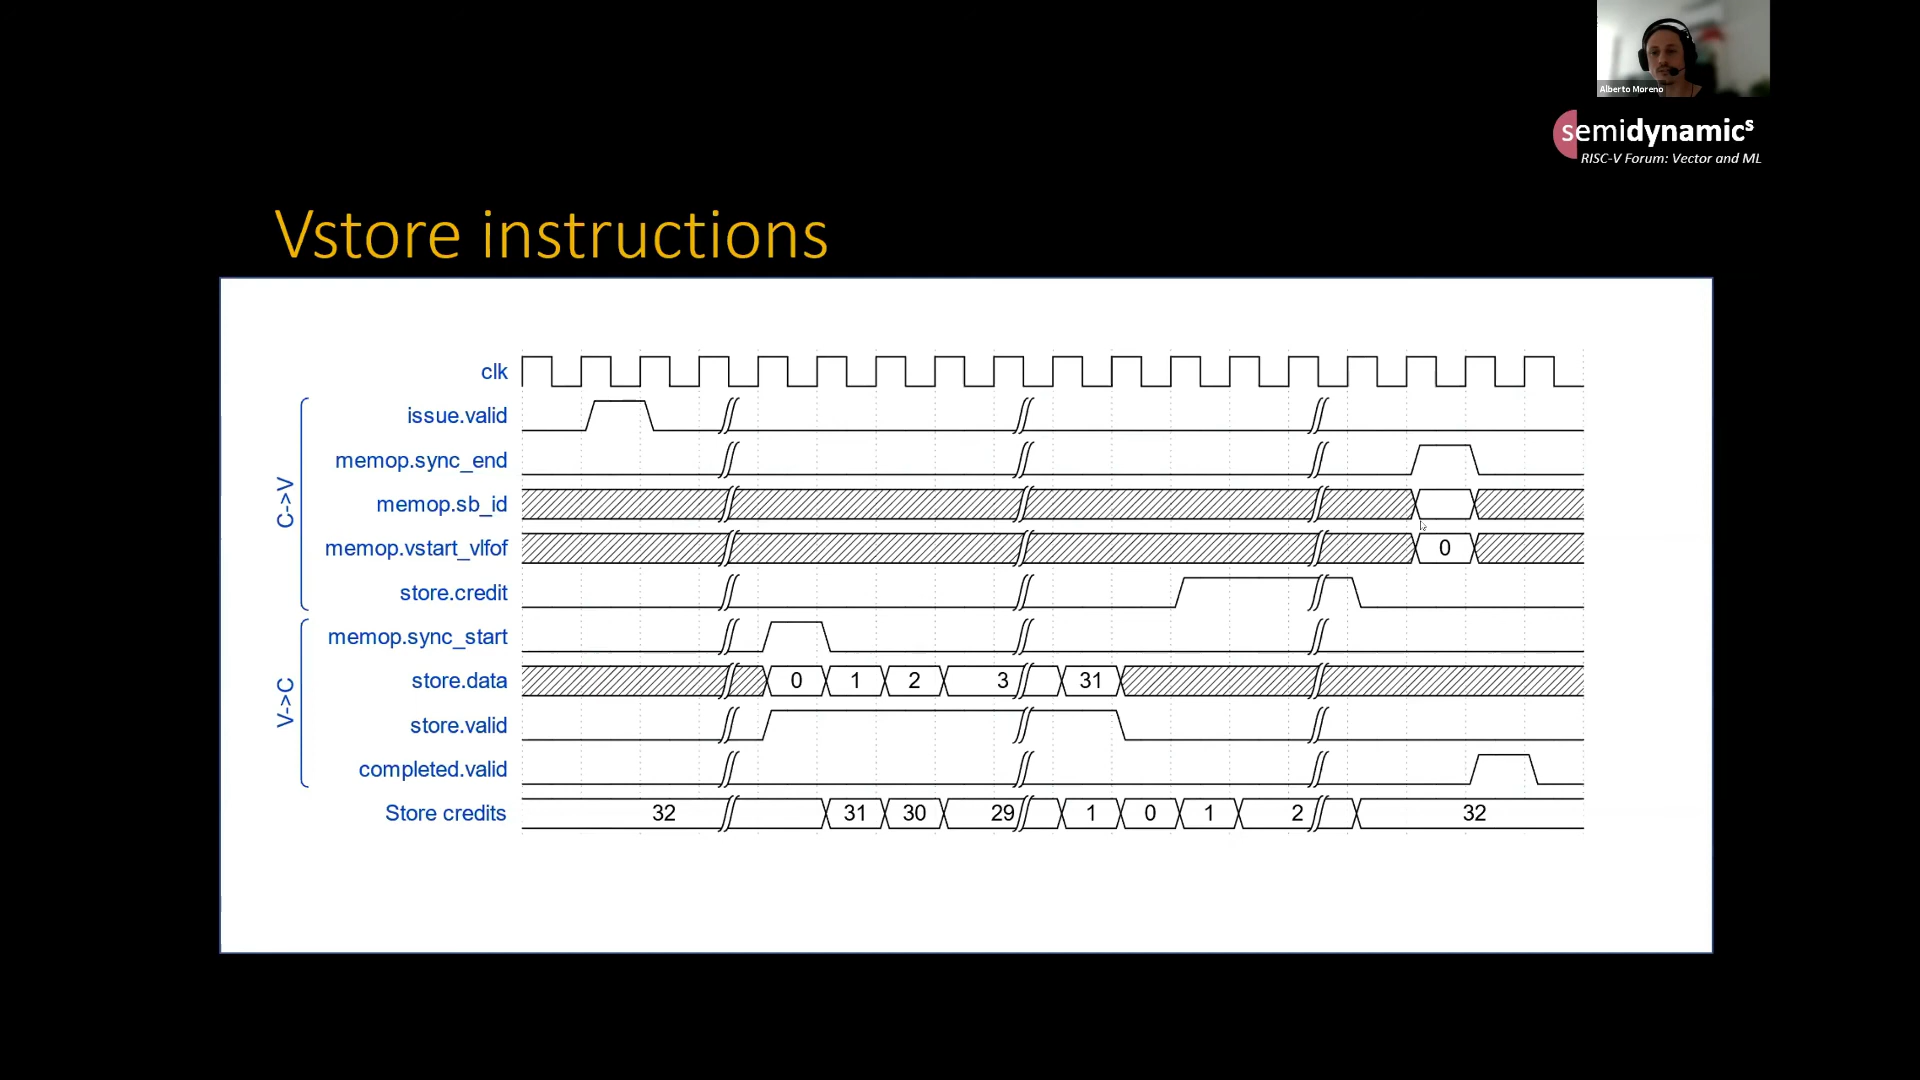 Alberto Moreno
semidynamicˢ
RISC-V Forum: Vector and ML
Vstore instructions
clk
C->V
issue.valid
memop.sync_end
memop.sb_id
memop.vstart_vlfof 0
store.credit
V->C
memop.sync_start
store.data 0 1 2 3 31
store.valid
completed.valid
Store credits 32 31 30 29 1 0 1 2 32